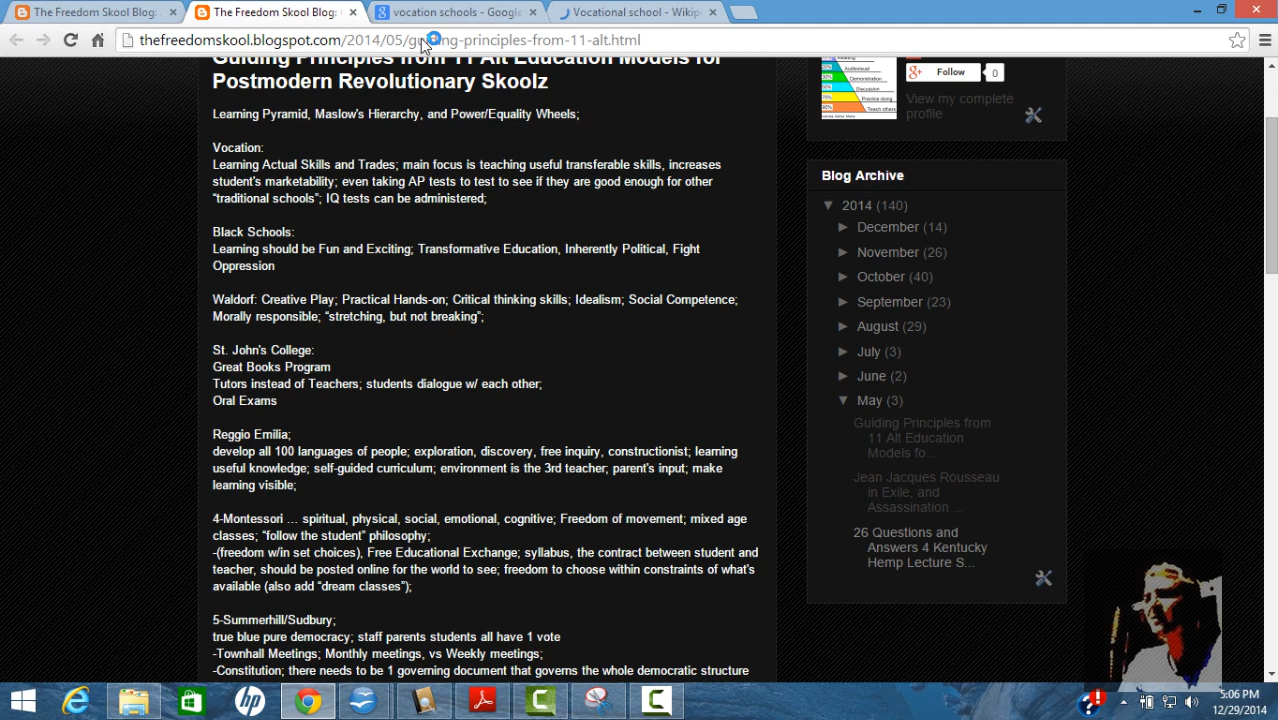 The Freedom Skool Blog:
The Freedom Skool Blog:
vocation schools - Google
Vocational school - Wikip
thefreedomskool.blogspot.com/2014/05/guiding-principles-from-11-alt.html
Guiding Principles from 11 Alt Education Models for
Postmodern Revolutionary Skoolz
Learning Pyramid, Maslow's Hierarchy, and Power/Equality Wheels;
Vocation:
Learning Actual Skills and Trades; main focus is teaching useful transferable skills, increases
student's marketability; even taking AP tests to test to see if they are good enough for other
“traditional schools”; IQ tests can be administered;
Black Schools:
Learning should be Fun and Exciting; Transformative Education, Inherently Political, Fight
Oppression
Waldorf: Creative Play; Practical Hands-on; Critical thinking skills; Idealism; Social Competence;
Morally responsible; “stretching, but not breaking”;
St. John's College:
Great Books Program
Tutors instead of Teachers; students dialogue w/ each other;
Oral Exams
Reggio Emilia;
develop all 100 languages of people; exploration, discovery, free inquiry, constructionist; learning
useful knowledge; self-guided curriculum; environment is the 3rd teacher; parent's input; make
learning visible;
4-Montessori … spiritual, physical, social, emotional, cognitive; Freedom of movement; mixed age
classes; “follow the student” philosophy;
-(freedom w/in set choices), Free Educational Exchange; syllabus, the contract between student and
teacher, should be posted online for the world to see; freedom to choose within constraints of what's
available (also add “dream classes”);
5-Summerhill/Sudbury;
true blue pure democracy; staff parents students all have 1 vote
-Townhall Meetings; Monthly meetings, vs Weekly meetings;
-Constitution; there needs to be 1 governing document that governs the whole democratic structure
Audiovisual
Demonstration
Discussion
Practice doing
Teach others
Follow
0
View my complete
profile
Blog Archive
▼ 2014 (140)
► December (14)
► November (26)
► October (40)
► September (23)
► August (29)
► July (3)
► June (2)
▼ May (3)
Guiding Principles from
11 Alt Education
Models fo...
Jean Jacques Rousseau
in Exile, and
Assassination ...
26 Questions and
Answers 4 Kentucky
Hemp Lecture S...
5:06 PM
12/29/2014